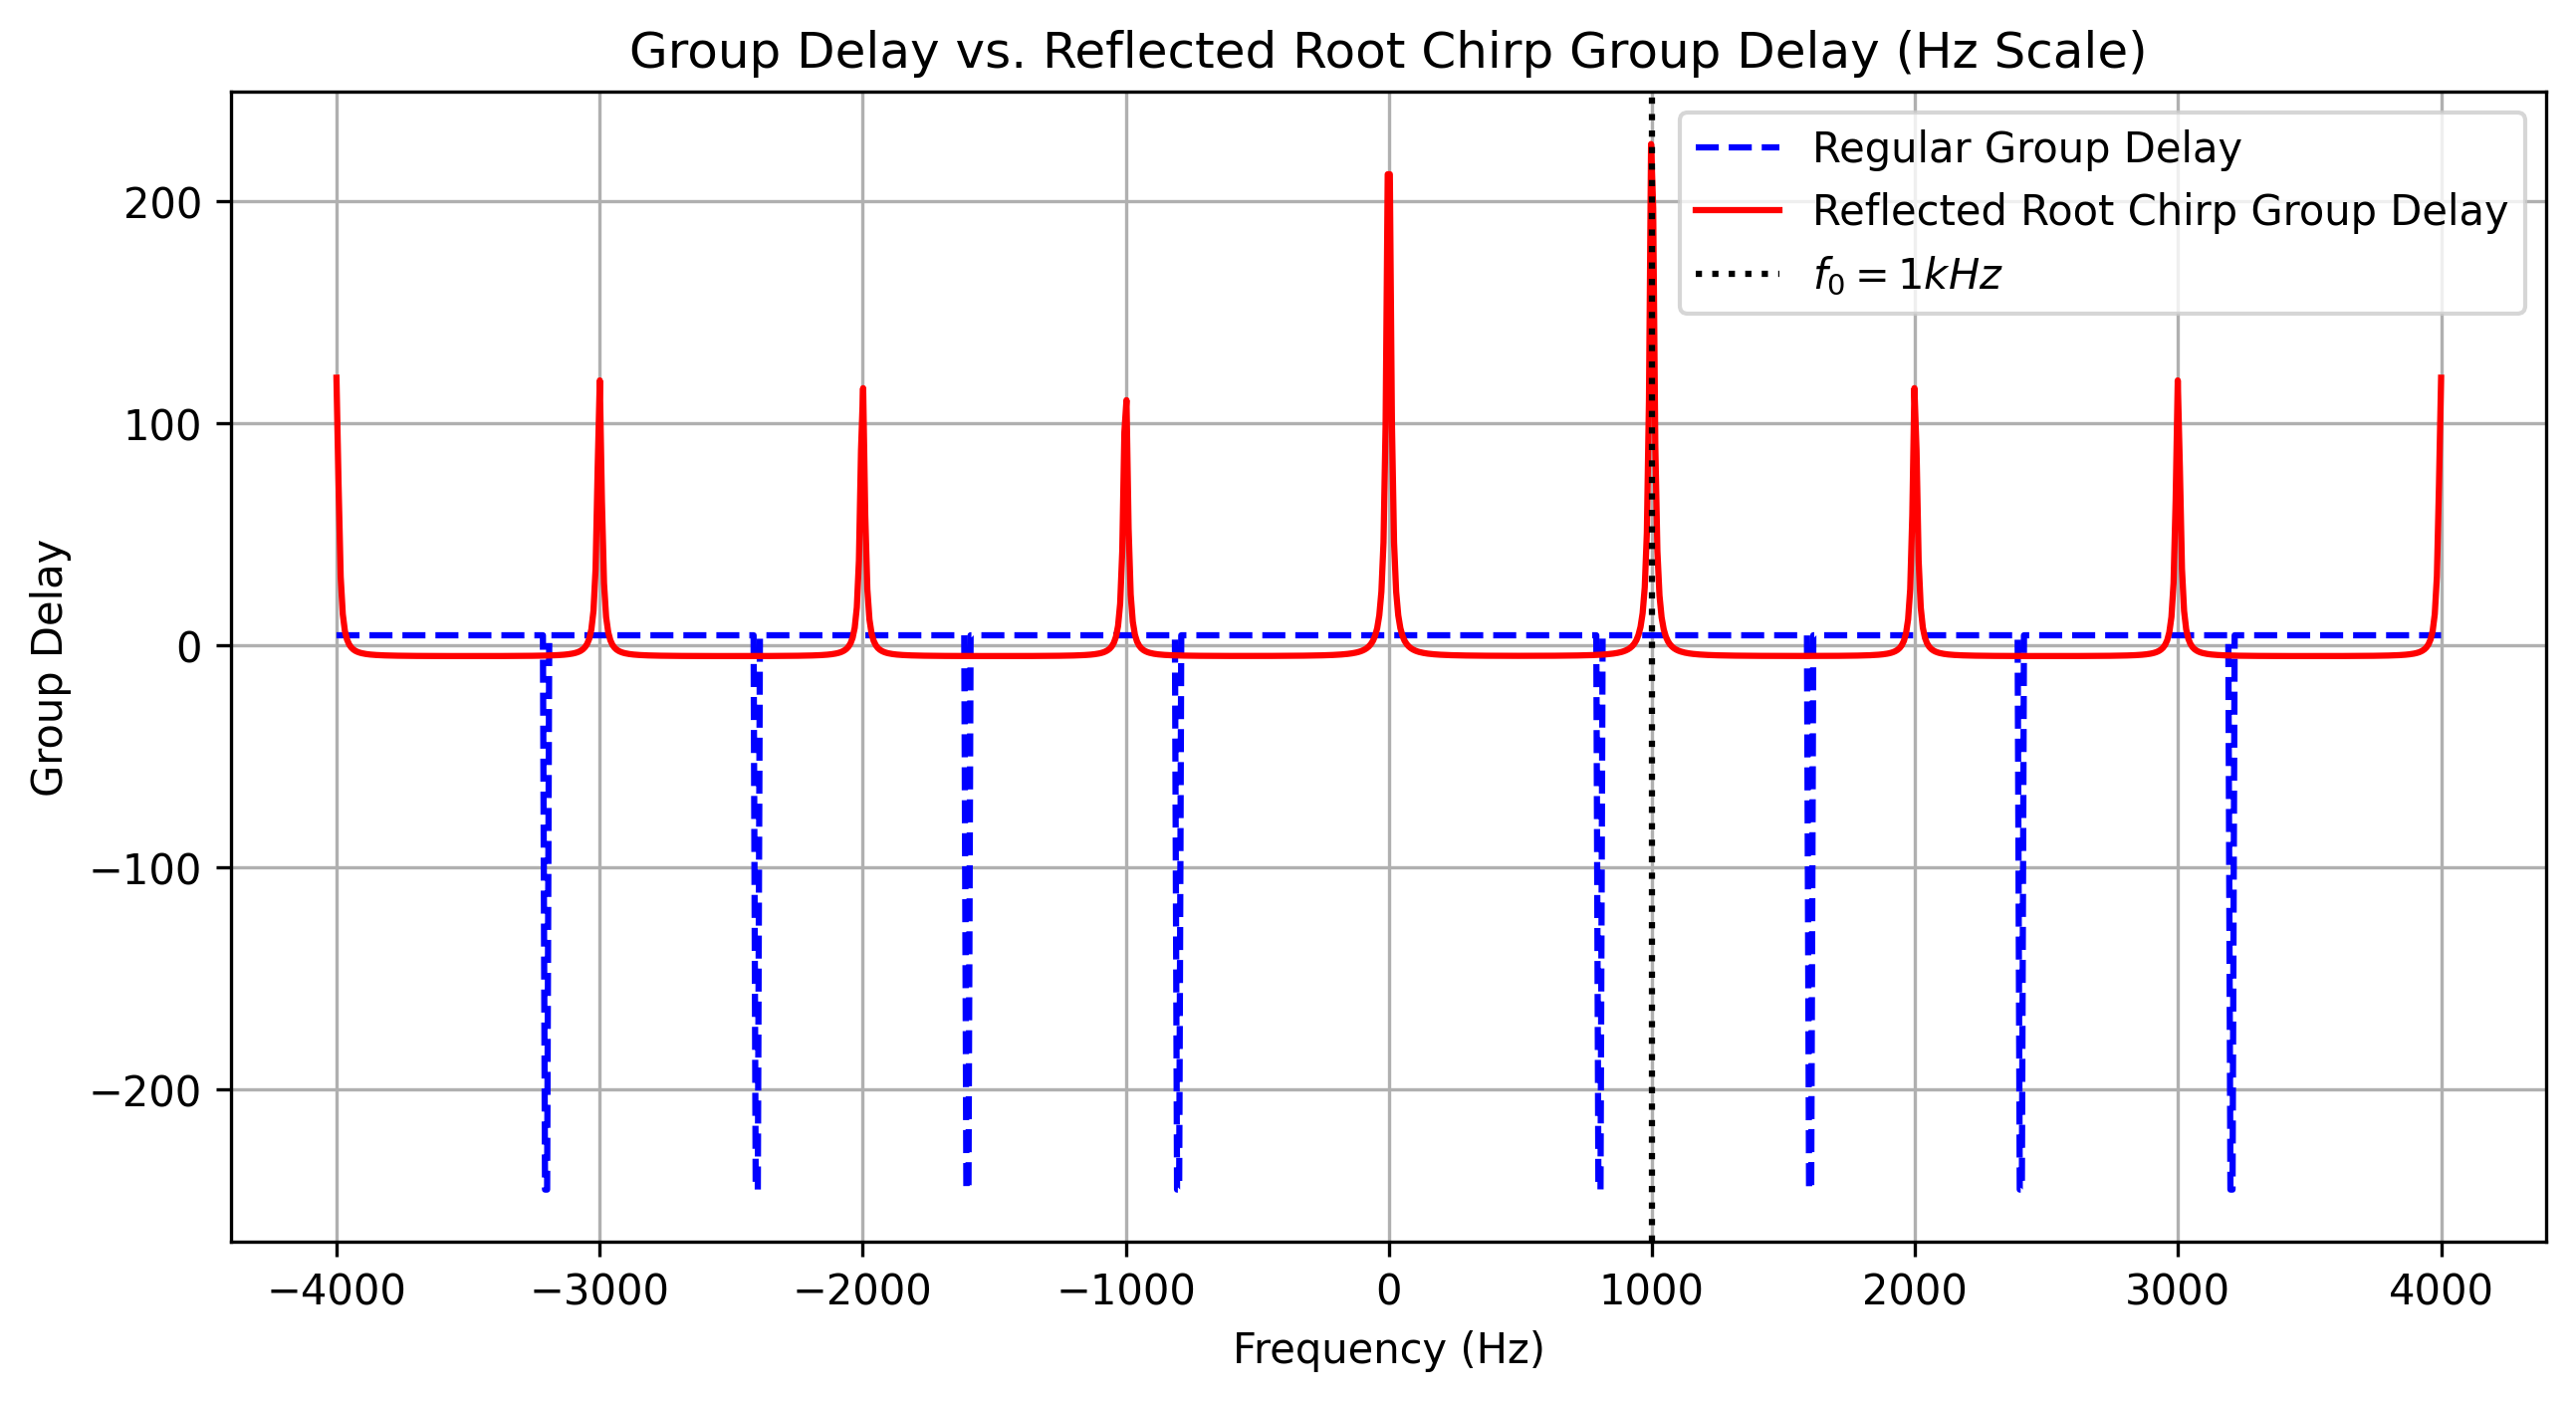 Group Delay vs. Reflected Root Chirp Group Delay (Hz Scale)
Regular Group Delay
Reflected Root Chirp Group Delay
f₀ = 1kHz
Group Delay
200
100
0
−100
−200
−4000 −3000 −2000 −1000 0 1000 2000 3000 4000
Frequency (Hz)